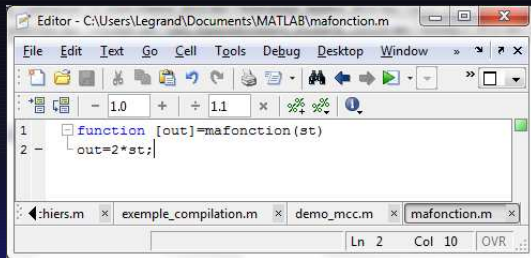 Editor - C:\Users\Legrand\Documents\MATLAB\mafonction.m
File Edit Text Go Cell Tools Debug Desktop Window »
»
- 1.0 + ÷ 1.1 ×
1 function [out]=mafonction(st)
2 - out=2*st;
:hiers.m × exemple_compilation.m × demo_mcc.m × mafonction.m ×
Ln 2 Col 10 OVR